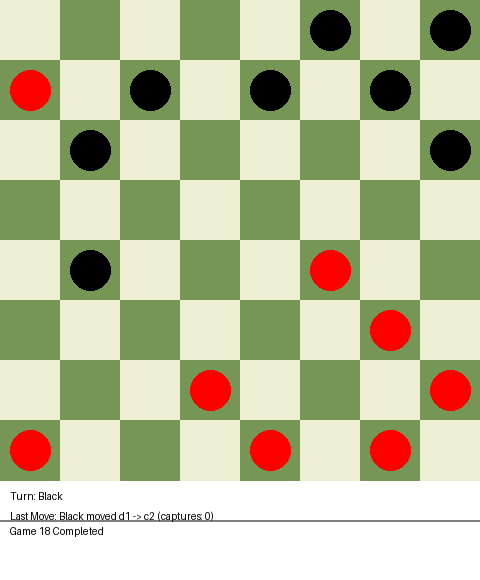 Turn: Black
Last Move: Black moved d1 -> c2 (captures: 0)
Game 18 Completed